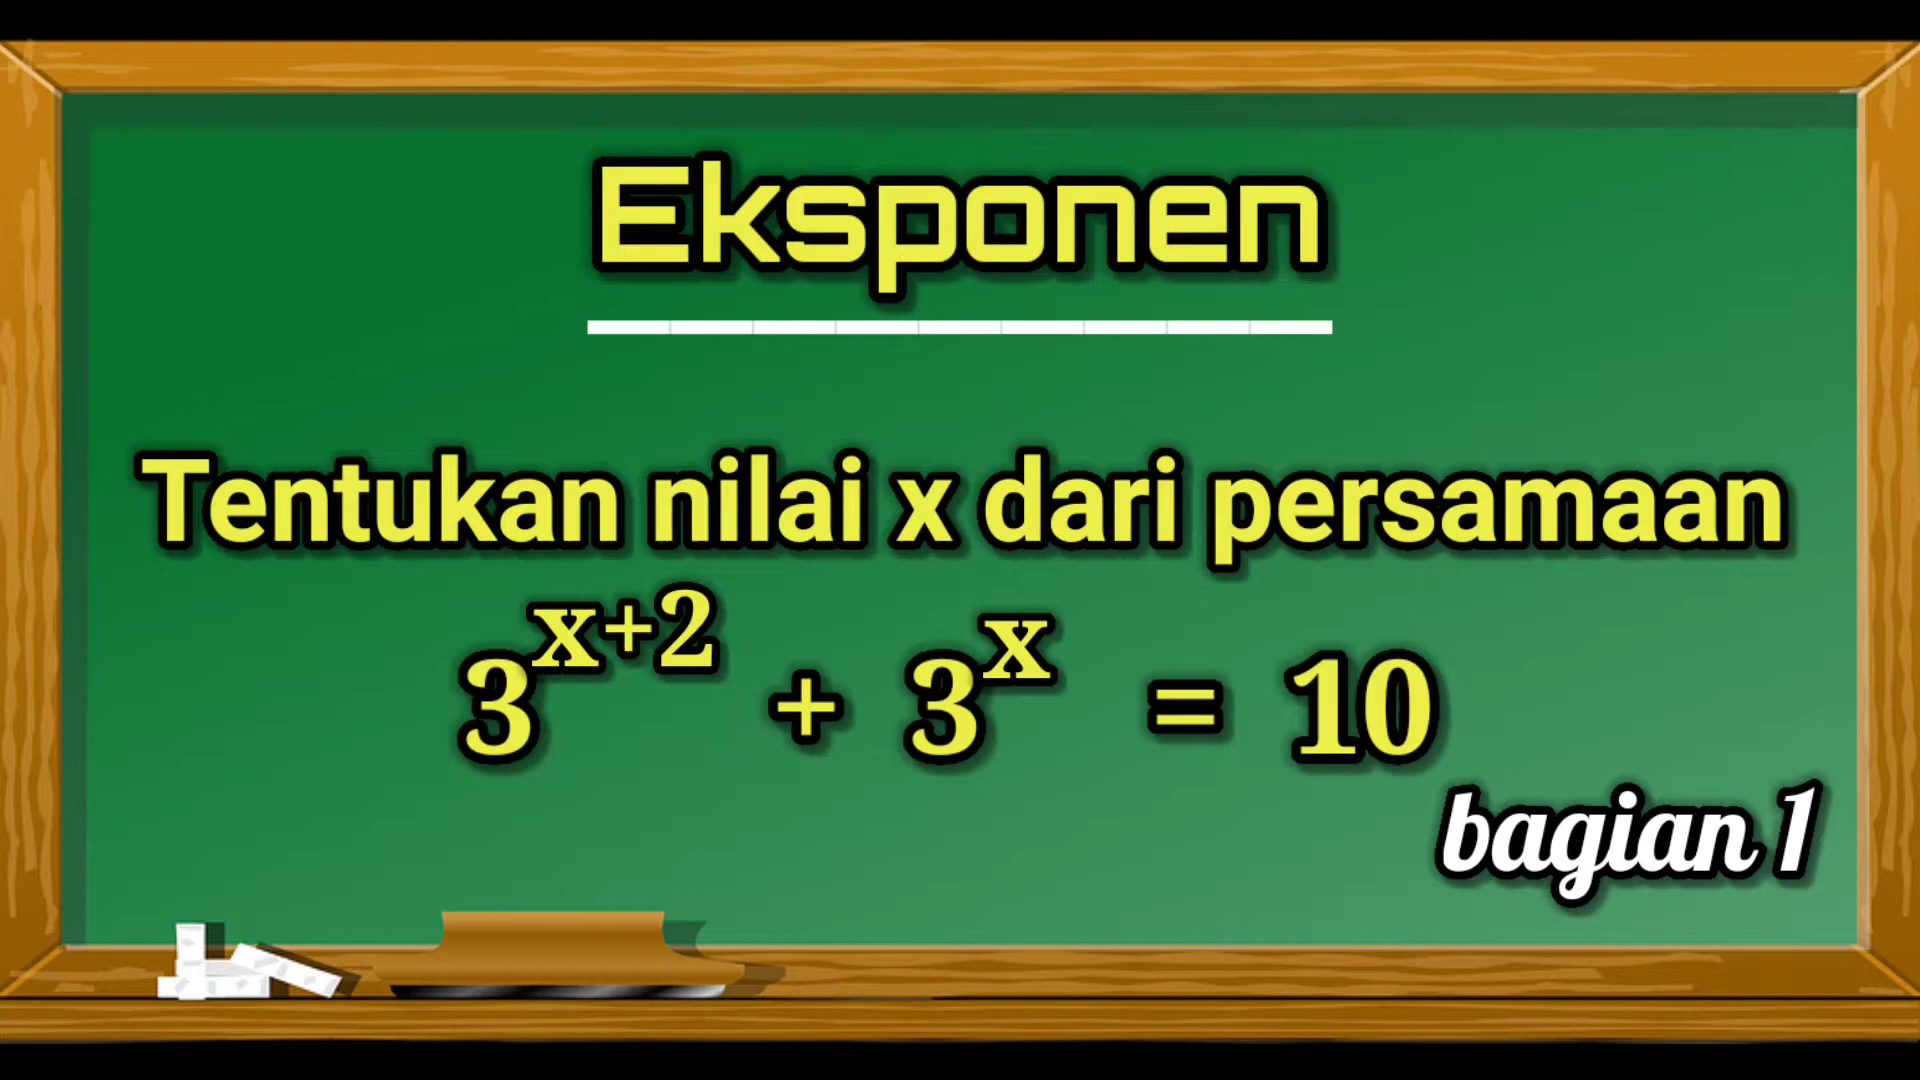 Eksponen
Tentukan nilai x dari persamaan
3^{x+2} + 3^{x} = 10
bagian 1